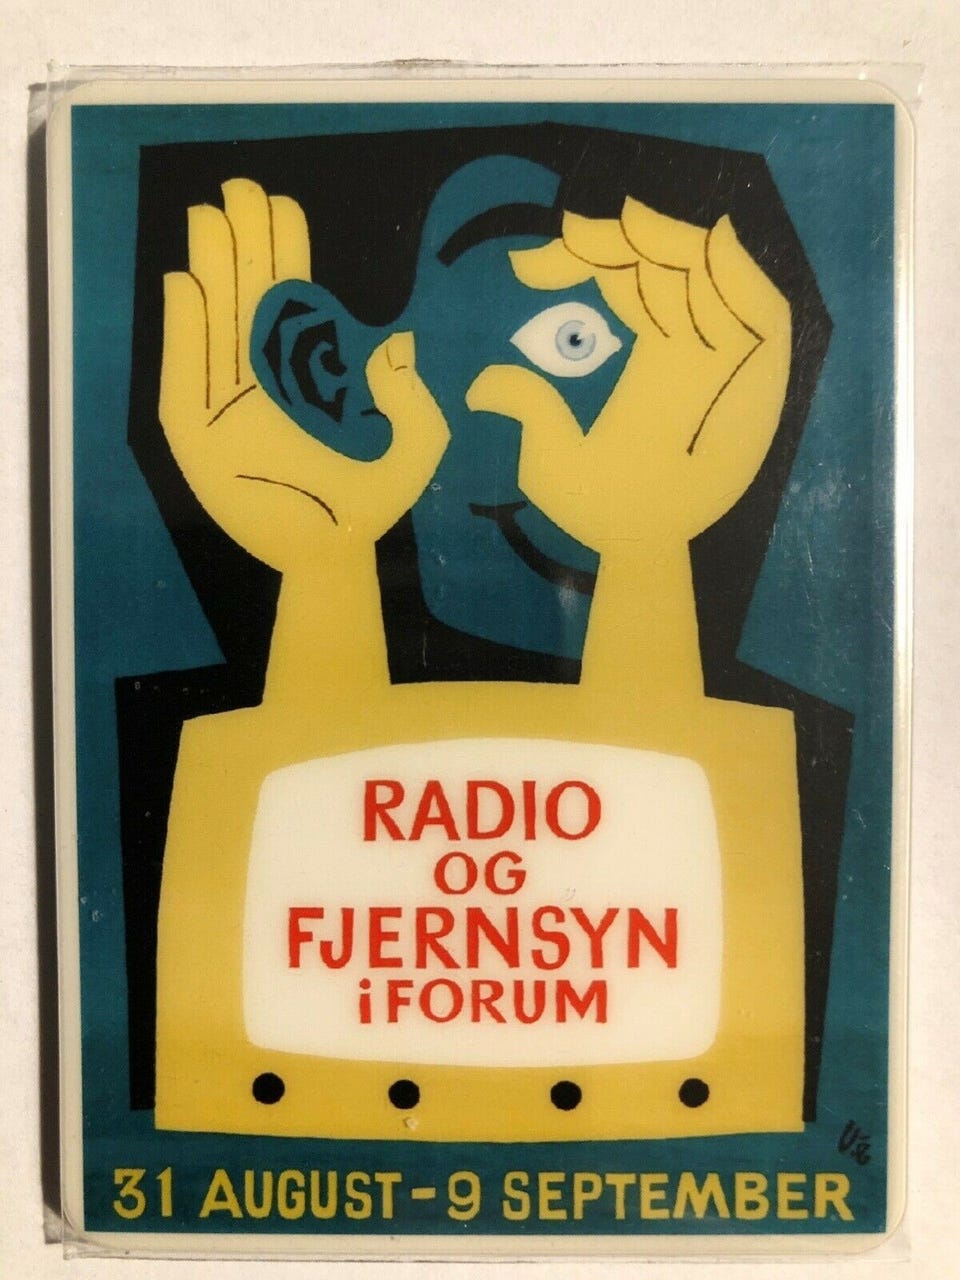 RADIO
OG
FJERNSYN
i FORUM
31 AUGUST - 9 SEPTEMBER